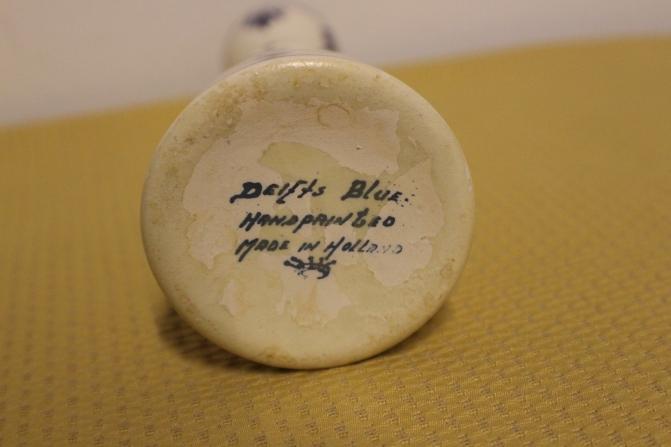 Delfts Blue.
HANDPAINTED
MADE IN HOLLAND